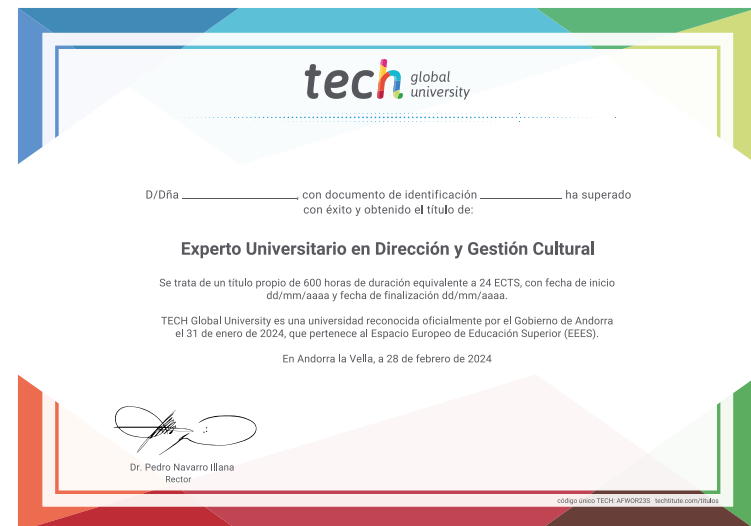 tech global
university
D/Dña ______________, con documento de identificación __________ ha superado
con éxito y obtenido el título de:
Experto Universitario en Dirección y Gestión Cultural
Se trata de un título propio de 600 horas de duración equivalente a 24 ECTS, con fecha de inicio
dd/mm/aaaa y fecha de finalización dd/mm/aaaa.
TECH Global University es una universidad reconocida oficialmente por el Gobierno de Andorra
el 31 de enero de 2024, que pertenece al Espacio Europeo de Educación Superior (EEES).
En Andorra la Vella, a 28 de febrero de 2024
Dr. Pedro Navarro Illana
Rector
código único TECH: AFWOR23S techtitute.com/titulos